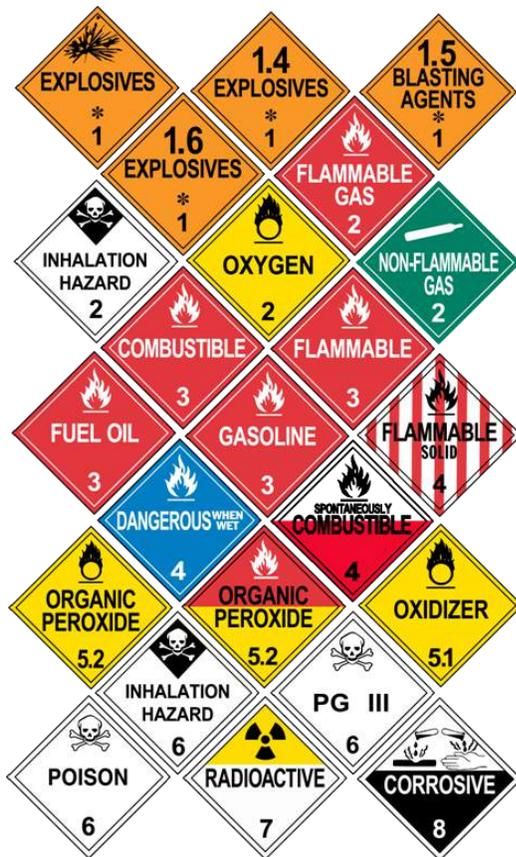 EXPLOSIVES
*
1
1.4
EXPLOSIVES
*
1
1.5
BLASTING
AGENTS
*
1
1.6
EXPLOSIVES
*
1
FLAMMABLE
GAS
2
INHALATION
HAZARD
2
OXYGEN
2
NON-FLAMMABLE
GAS
2
COMBUSTIBLE
3
FLAMMABLE
3
FUEL OIL
3
GASOLINE
3
FLAMMABLE
SOLID
4
DANGEROUS WHEN
WET
4
SPONTANEOUSLY
COMBUSTIBLE
4
ORGANIC
PEROXIDE
5.2
ORGANIC
PEROXIDE
5.2
OXIDIZER
5.1
INHALATION
HAZARD
6
PG III
6
POISON
6
RADIOACTIVE
7
CORROSIVE
8